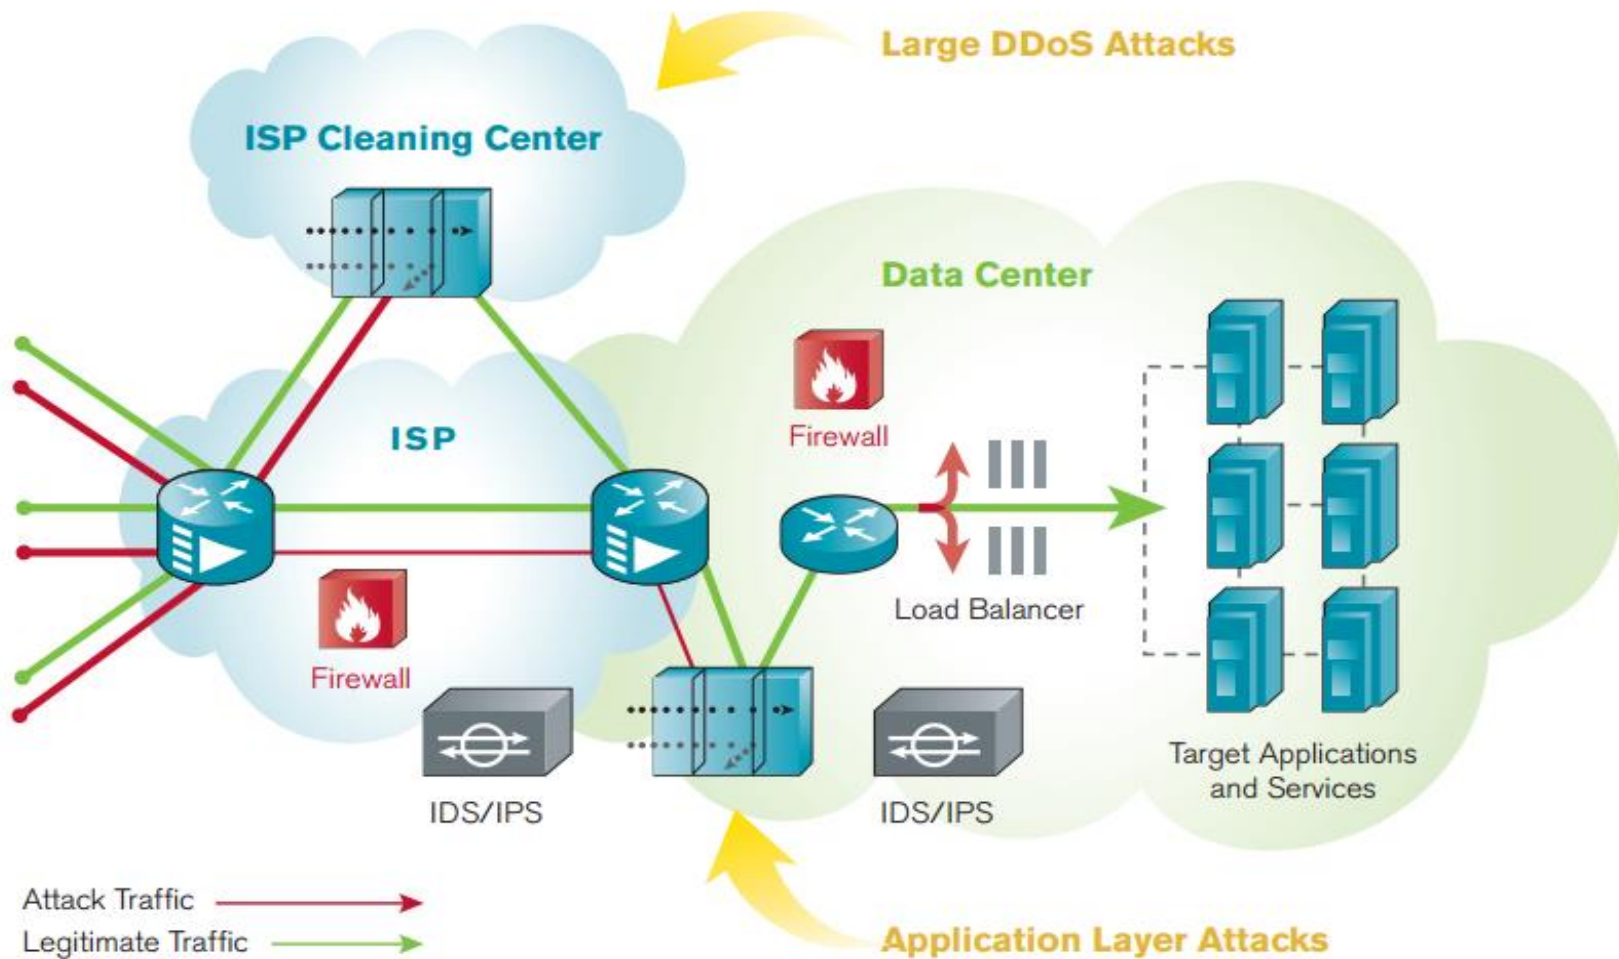 Large DDoS Attacks
ISP Cleaning Center
Data Center
ISP
Firewall
Load Balancer
Firewall
IDS/IPS
IDS/IPS
Target Applications
and Services
Attack Traffic
Legitimate Traffic
Application Layer Attacks